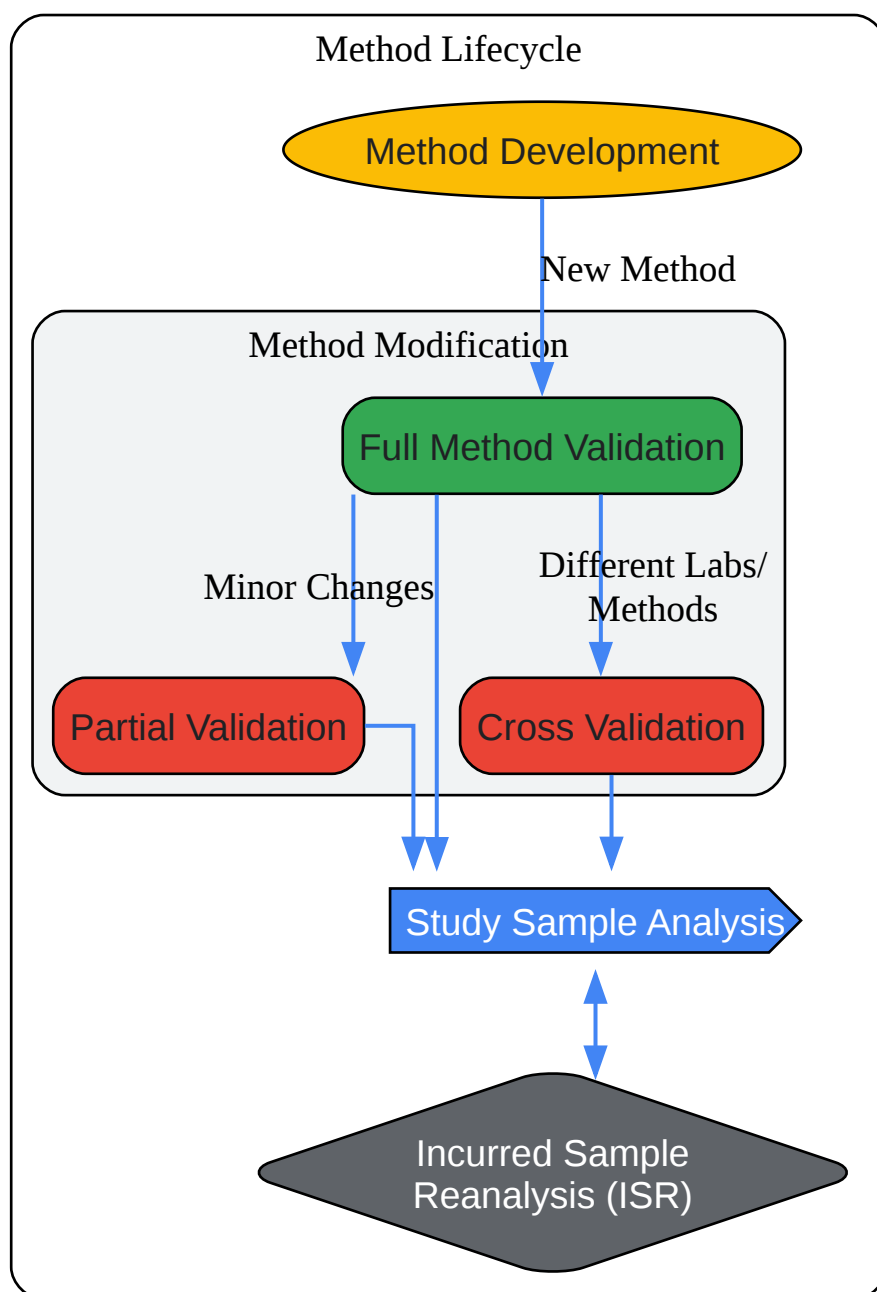 Method Lifecycle
Method Development
New Method
Method Modification
Full Method Validation
Minor Changes
Different Labs/
Methods
Partial Validation
Cross Validation
Study Sample Analysis
Incurred Sample
Reanalysis (ISR)